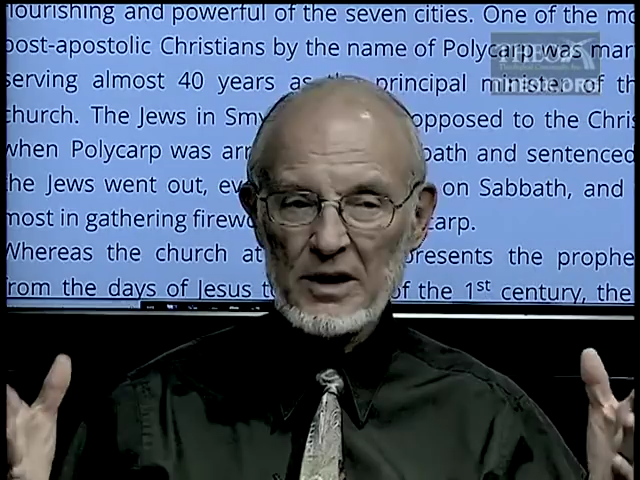 flourishing and powerful of the seven cities. One of the mo
post-apostolic Christians by the name of Polycarp was mar
serving almost 40 years as the principal minister of th
church. The Jews in Smy opposed to the Chris
when Polycarp was arr death and sentenced
the Jews went out, ev on Sabbath, and
most in gathering firewo carp.
Whereas the church at presents the prophe
from the days of Jesus t of the 1st century, the